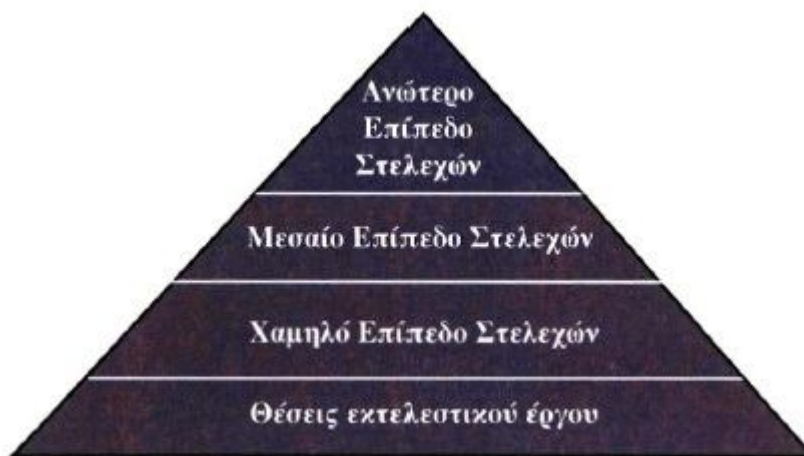 Ανώτερο
Επίπεδο
Στελεχών
Μεσαίο Επίπεδο Στελεχών
Χαμηλό Επίπεδο Στελεχών
Θέσεις εκτελεστικού έργου